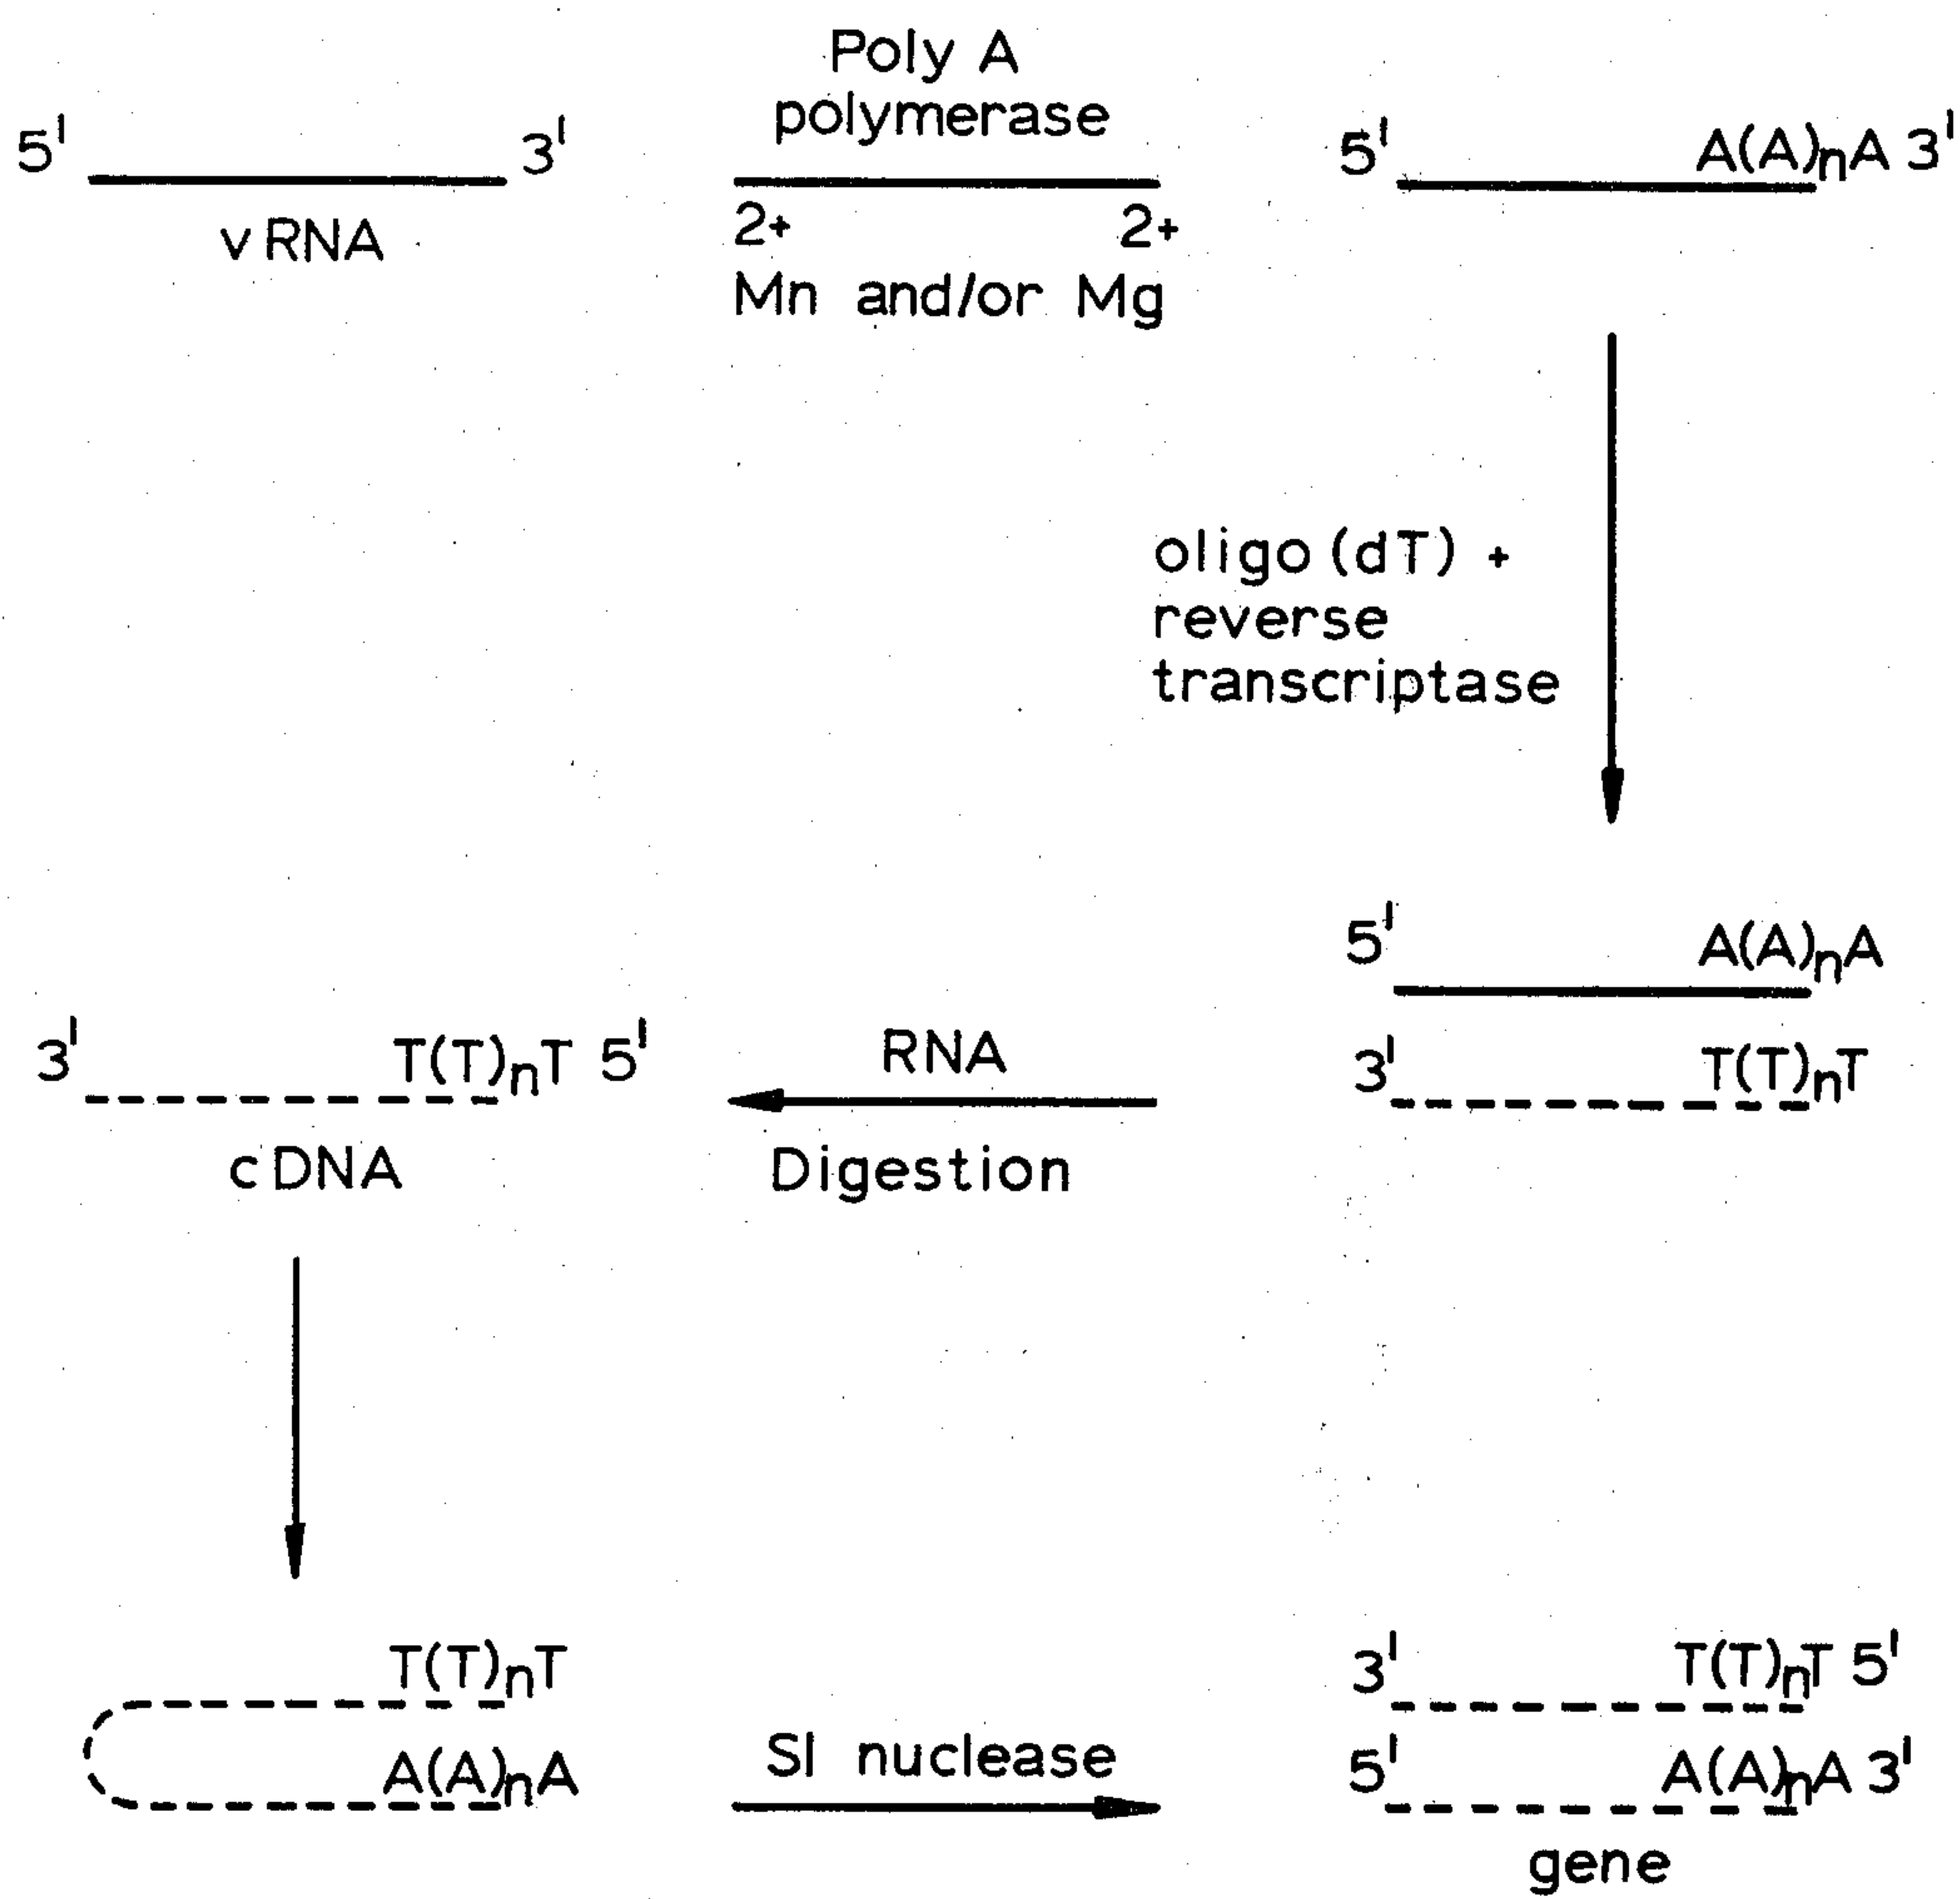 Poly A
polymerase
5' 3'
vRNA
2+ 2+
Mn and/or Mg
5' A(A)nA 3'
oligo (dT) +
reverse
transcriptase
5' A(A)nA
3' T(T)nT
RNA
Digestion
3' T(T)nT 5'
cDNA
T(T)nT
A(A)nA
SI nuclease
3' T(T)nT 5'
5' A(A)nA 3'
gene